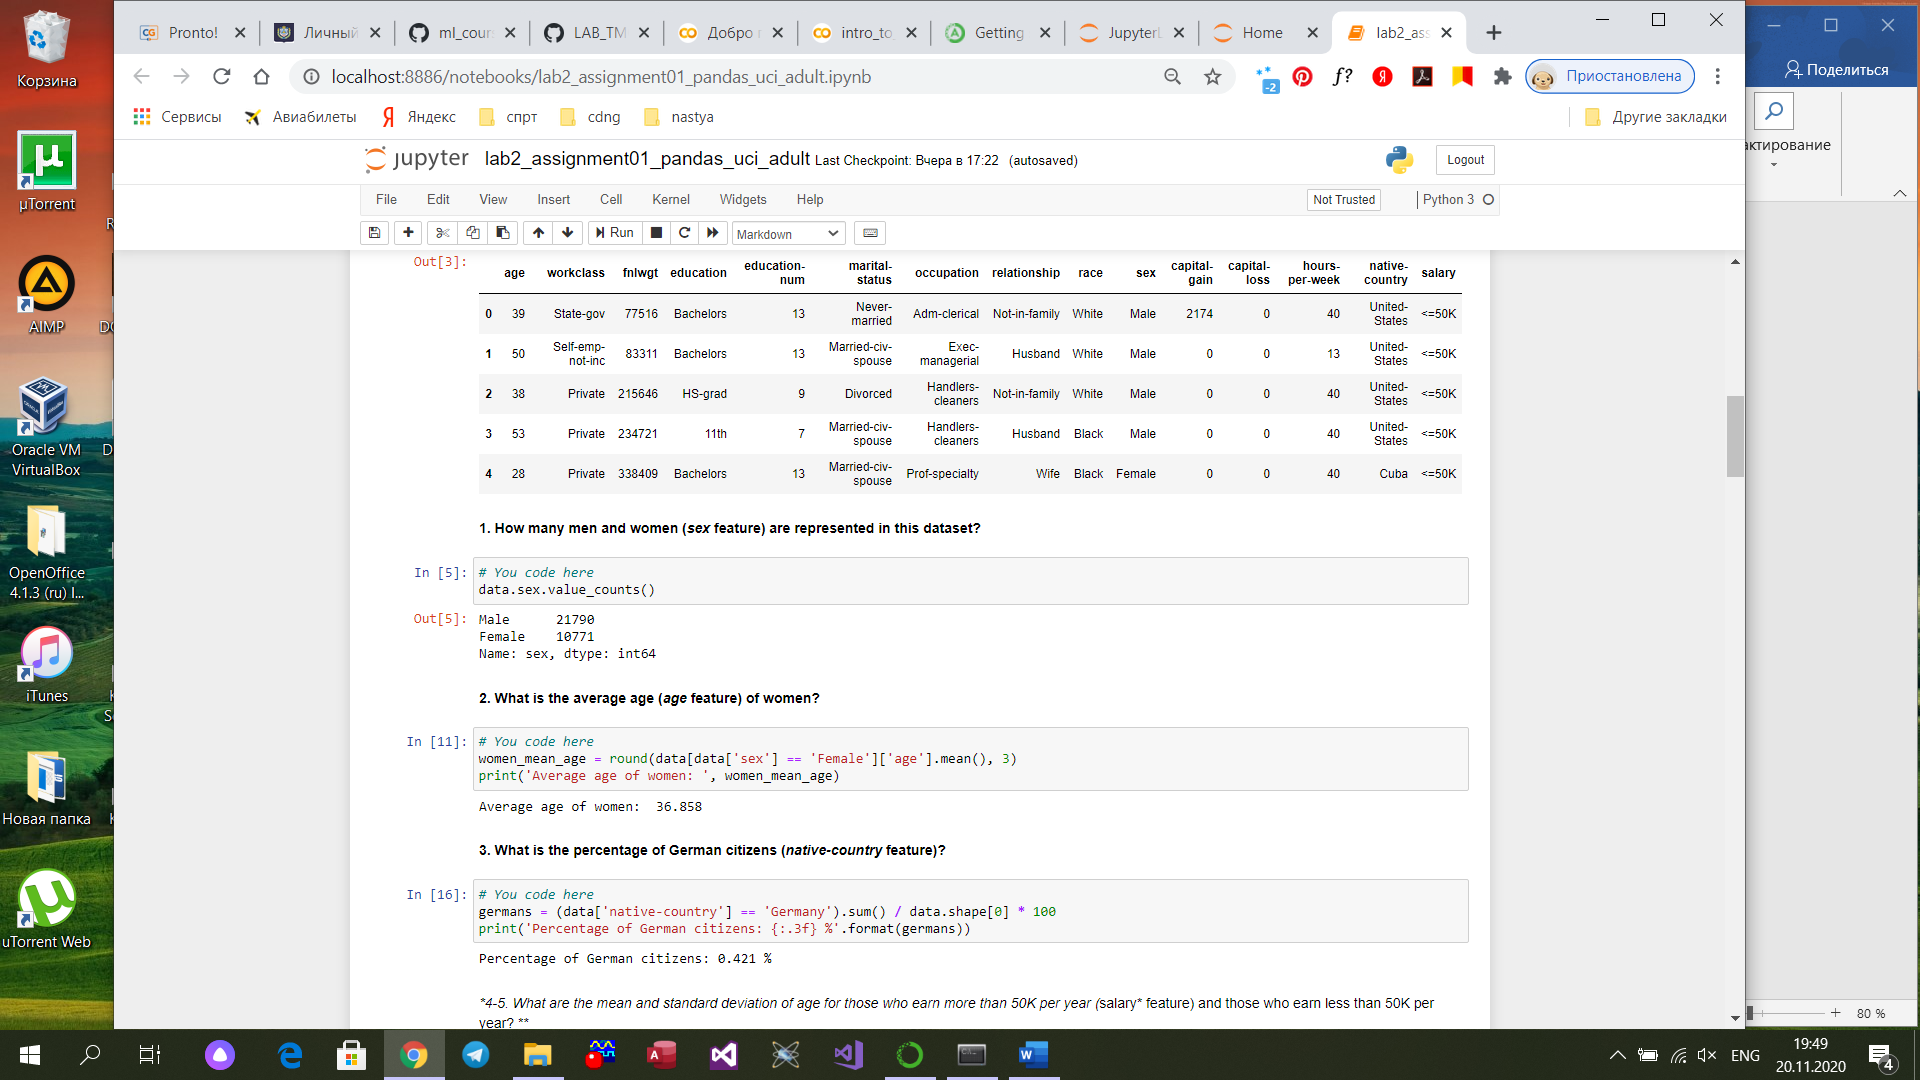 Pronto!
Личный
ml_cour
LAB_TM
Добро
intro_to
Getting
JupyterL
Home
lab2_ass
localhost:8886/notebooks/lab2_assignment01_pandas_uci_adult.ipynb
f?
-2
Приостановлена
Поделиться
Сервисы
Авиабилеты
Яндекс
спрт
cdng
nastya
Другие закладки
ктирование
jupyter lab2_assignment01_pandas_uci_adult Last Checkpoint: Вчера в 17:22 (autosaved)
Logout
File Edit View Insert Cell Kernel Widgets Help
Not Trusted
Python 3
Run
Markdown
Out[3]:
age workclass fnlwgt education education-num marital-status occupation relationship race sex capital-gain capital-loss hours-per-week native-country salary
0 39 State-gov 77516 Bachelors 13 Never-married Adm-clerical Not-in-family White Male 2174 0 40 United-States <=50K
1 50 Self-emp-not-inc 83311 Bachelors 13 Married-civ-spouse Exec-managerial Husband White Male 0 0 13 United-States <=50K
2 38 Private 215646 HS-grad 9 Divorced Handlers-cleaners Not-in-family White Male 0 0 40 United-States <=50K
3 53 Private 234721 11th 7 Married-civ-spouse Handlers-cleaners Husband Black Male 0 0 40 United-States <=50K
4 28 Private 338409 Bachelors 13 Married-civ-spouse Prof-specialty Wife Black Female 0 0 40 Cuba <=50K
1. How many men and women (sex feature) are represented in this dataset?
In [5]:
# You code here
data.sex.value_counts()
Out[5]:
Male 21790
Female 10771
Name: sex, dtype: int64
2. What is the average age (age feature) of women?
In [11]:
# You code here
women_mean_age = round(data[data['sex'] == 'Female']['age'].mean(), 3)
print('Average age of women: ', women_mean_age)
Average age of women:  36.858
3. What is the percentage of German citizens (native-country feature)?
In [16]:
# You code here
germans = (data['native-country'] == 'Germany').sum() / data.shape[0] * 100
print('Percentage of German citizens: {:.3f} %'.format(germans))
Percentage of German citizens: 0.421 %
*4-5. What are the mean and standard deviation of age for those who earn more than 50K per year (salary* feature) and those who earn less than 50K per
year? **
Корзина
µTorrent
AIMP
Oracle VM
VirtualBox
OpenOffice
4.1.3 (ru) I...
iTunes
Новая папка
uTorrent Web
80 %
ENG
19:49
20.11.2020
4